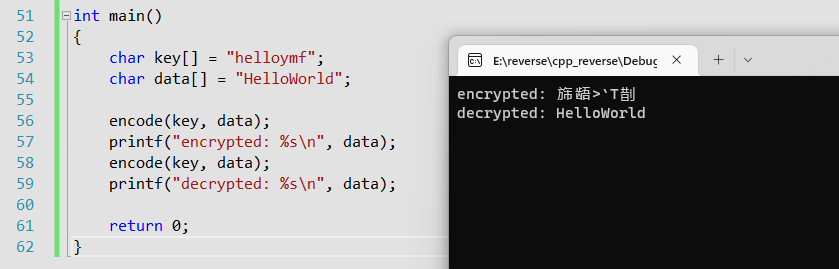 51 int main()
52 {
53 char key[] = "helloymf";
54 char data[] = "HelloWorld";
55
56 encode(key, data);
57 printf("encrypted: %s\n", data);
58 encode(key, data);
59 printf("decrypted: %s\n", data);
60
61 return 0;
62 }
E:\reverse\cpp_reverse\Debug
encrypted: 旆龉>`T剒
decrypted: HelloWorld